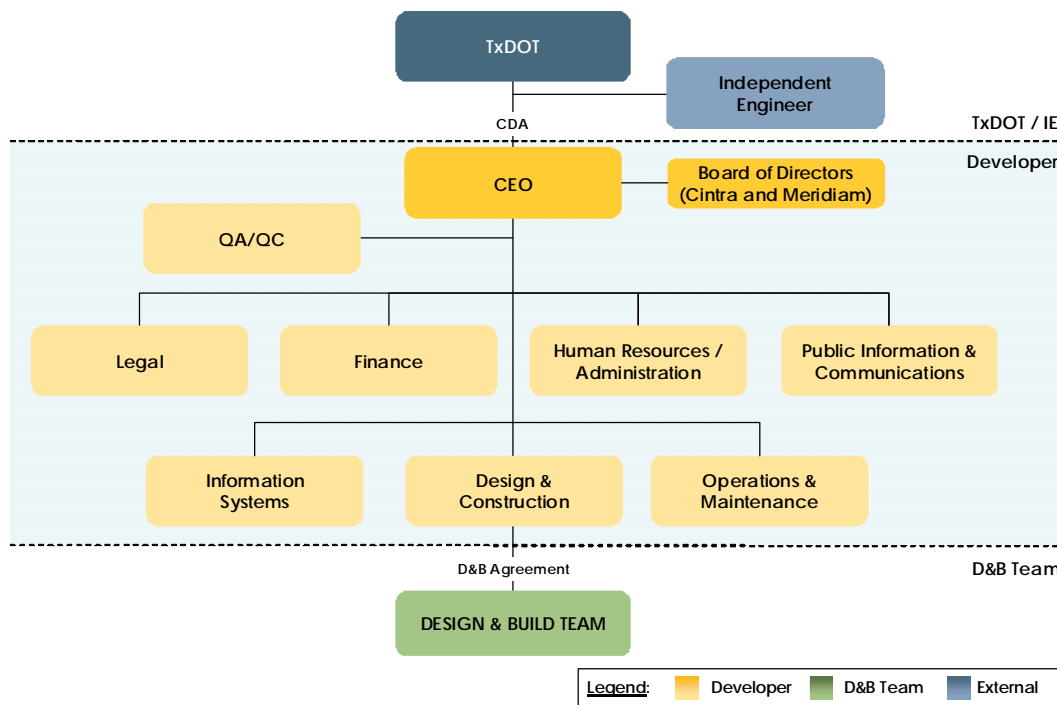 TxDOT
Independent
Engineer
CDA
TxDOT / IE
Developer
CEO
Board of Directors
(Cintra and Meridiam)
QA/QC
Legal
Finance
Human Resources /
Administration
Public Information &
Communications
Information
Systems
Design &
Construction
Operations &
Maintenance
D&B Agreement
D&B Team
DESIGN & BUILD TEAM
Legend: Developer D&B Team External